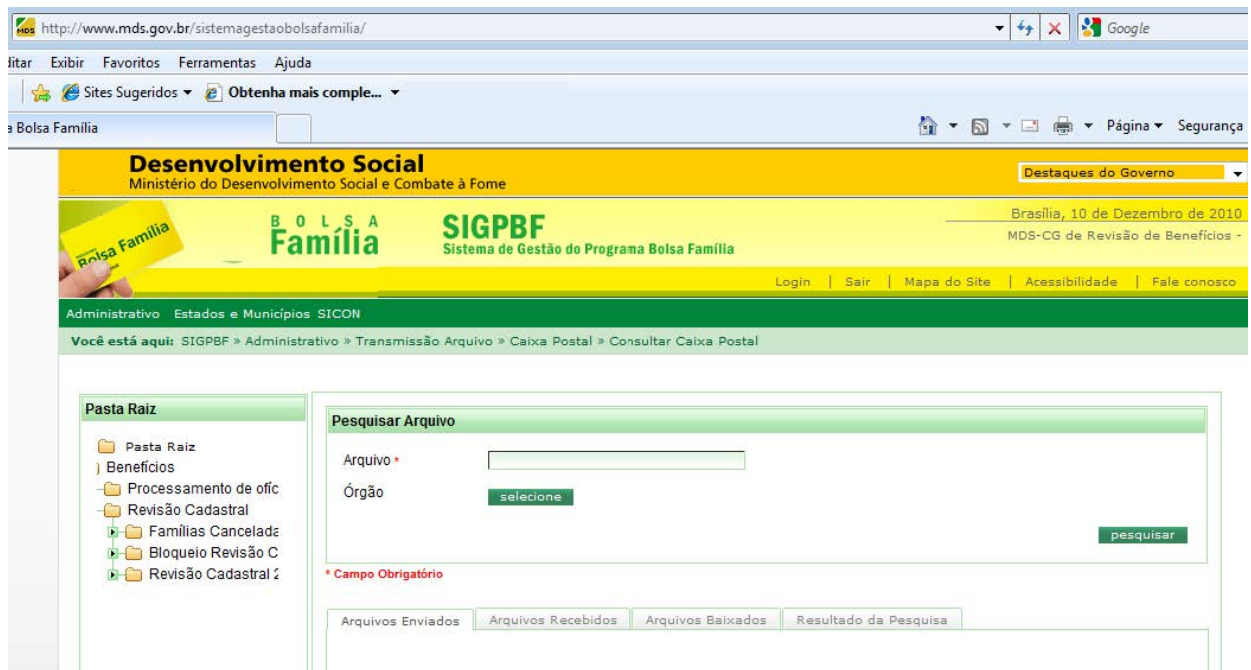 MDS http://www.mds.gov.br/sistemagestaobolsafamilia/ Google
ditar Exibir Favoritos Ferramentas Ajuda
Sites Sugeridos Obtenha mais comple...
a Bolsa Família Página Segurança
Desenvolvimento Social
Ministério do Desenvolvimento Social e Combate à Fome
Destaques do Governo
Bolsa Família
BOLSA
Família
SIGPBF
Sistema de Gestão do Programa Bolsa Família
Brasília, 10 de Dezembro de 2010
MDS-CG de Revisão de Benefícios -
Login | Sair | Mapa do Site | Acessibilidade | Fale conosco
Administrativo Estados e Municípios SICON
Você está aqui: SIGPBF » Administrativo » Transmissão Arquivo » Caixa Postal » Consultar Caixa Postal
Pasta Raiz
Pasta Raiz
Benefícios
Processamento de ofíc
Revisão Cadastral
Famílias Cancelada
Bloqueio Revisão C
Revisão Cadastral 2
Pesquisar Arquivo
Arquivo *
Órgão selecione
pesquisar
* Campo Obrigatório
Arquivos Enviados Arquivos Recebidos Arquivos Baixados Resultado da Pesquisa